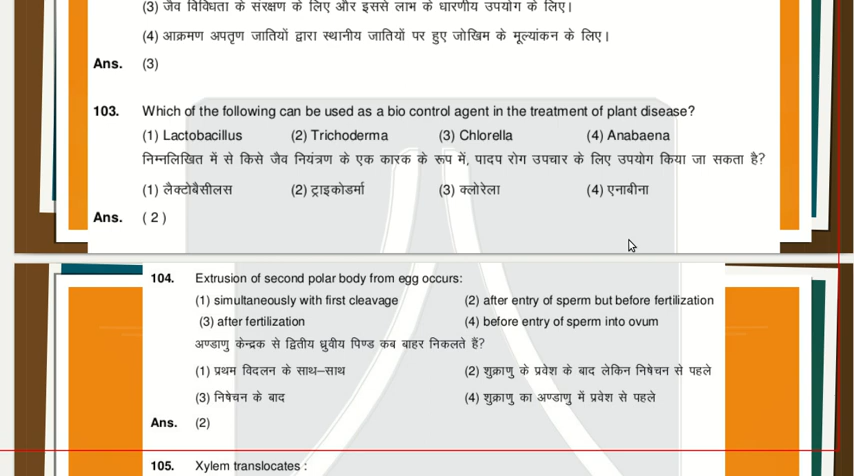 (3) जैव विविधता के संरक्षण के लिए और इससे लाभ के धारणीय उपयोग के लिए।
(4) आक्रमण अपतृण जातियों द्वारा स्थानीय जातियों पर हुए जोखिम के मूल्यांकन के लिए।
Ans. (3)
103. Which of the following can be used as a bio control agent in the treatment of plant disease?
(1) Lactobacillus (2) Trichoderma (3) Chlorella (4) Anabaena
निम्नलिखित में से किसे जैव नियंत्रण के एक कारक के रूप में, पादप रोग उपचार के लिए उपयोग किया जा सकता है?
(1) लैक्टोबैसीलस (2) ट्राइकोडर्मा (3) क्लोरेला (4) एनाबीना
Ans. ( 2 )
104. Extrusion of second polar body from egg occurs:
(1) simultaneously with first cleavage (2) after entry of sperm but before fertilization
(3) after fertilization (4) before entry of sperm into ovum
अण्डाणु केन्द्रक से द्वितीय ध्रुवीय पिण्ड कब बाहर निकलते हैं?
(1) प्रथम विदलन के साथ–साथ (2) शुक्राणु के प्रवेश के बाद लेकिन निषेचन से पहले
(3) निषेचन के बाद (4) शुक्राणु का अण्डाणु में प्रवेश से पहले
Ans. (2)
105. Xylem translocates :